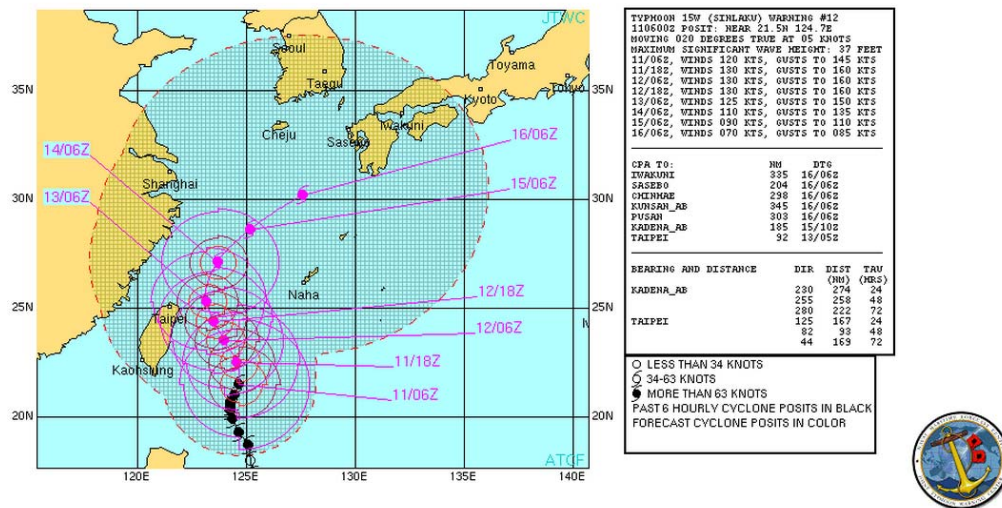 JTWC
Seoul
Taegu
Toyama
Kyoto
Tokyo
35N
Cheju
Iwakuni
Sasebo
14/06Z
16/06Z
13/06Z
Shanghai
15/06Z
30N
Naha
12/18Z
25N
Taipei
12/06Z
Kaohsiung
11/18Z
11/06Z
20N
ATCF
120E
125E
130E
135E
140E
TYPHOON 15W (SINLAKU) WARNING #12
110600Z POSIT: NEAR 21.5N 124.7E
MOVING 020 DEGREES TRUE AT 05 KNOTS
MAXIMUM SIGNIFICANT WAVE HEIGHT: 37 FEET
11/06Z, WINDS 120 KTS, GUSTS TO 145 KTS
11/18Z, WINDS 130 KTS, GUSTS TO 160 KTS
12/06Z, WINDS 130 KTS, GUSTS TO 160 KTS
12/18Z, WINDS 130 KTS, GUSTS TO 160 KTS
13/06Z, WINDS 125 KTS, GUSTS TO 150 KTS
14/06Z, WINDS 110 KTS, GUSTS TO 135 KTS
15/06Z, WINDS 090 KTS, GUSTS TO 110 KTS
16/06Z, WINDS 070 KTS, GUSTS TO 085 KTS
CPA TO: NM DTG
IWAKUNI 335 16/06Z
SASEBO 204 16/06Z
CHINHAE 298 16/06Z
KUNSAN_AB 345 16/06Z
PUSAN 303 16/06Z
KADENA_AB 185 15/10Z
TAIPEI 92 13/05Z
BEARING AND DISTANCE DIR DIST TAU
(NM) (HRS)
KADENA_AB 230 274 24
255 258 48
280 222 72
TAIPEI 125 167 24
82 93 48
44 169 72
LESS THAN 34 KNOTS
34-63 KNOTS
MORE THAN 63 KNOTS
PAST 6 HOURLY CYCLONE POSITS IN BLACK
FORECAST CYCLONE POSITS IN COLOR